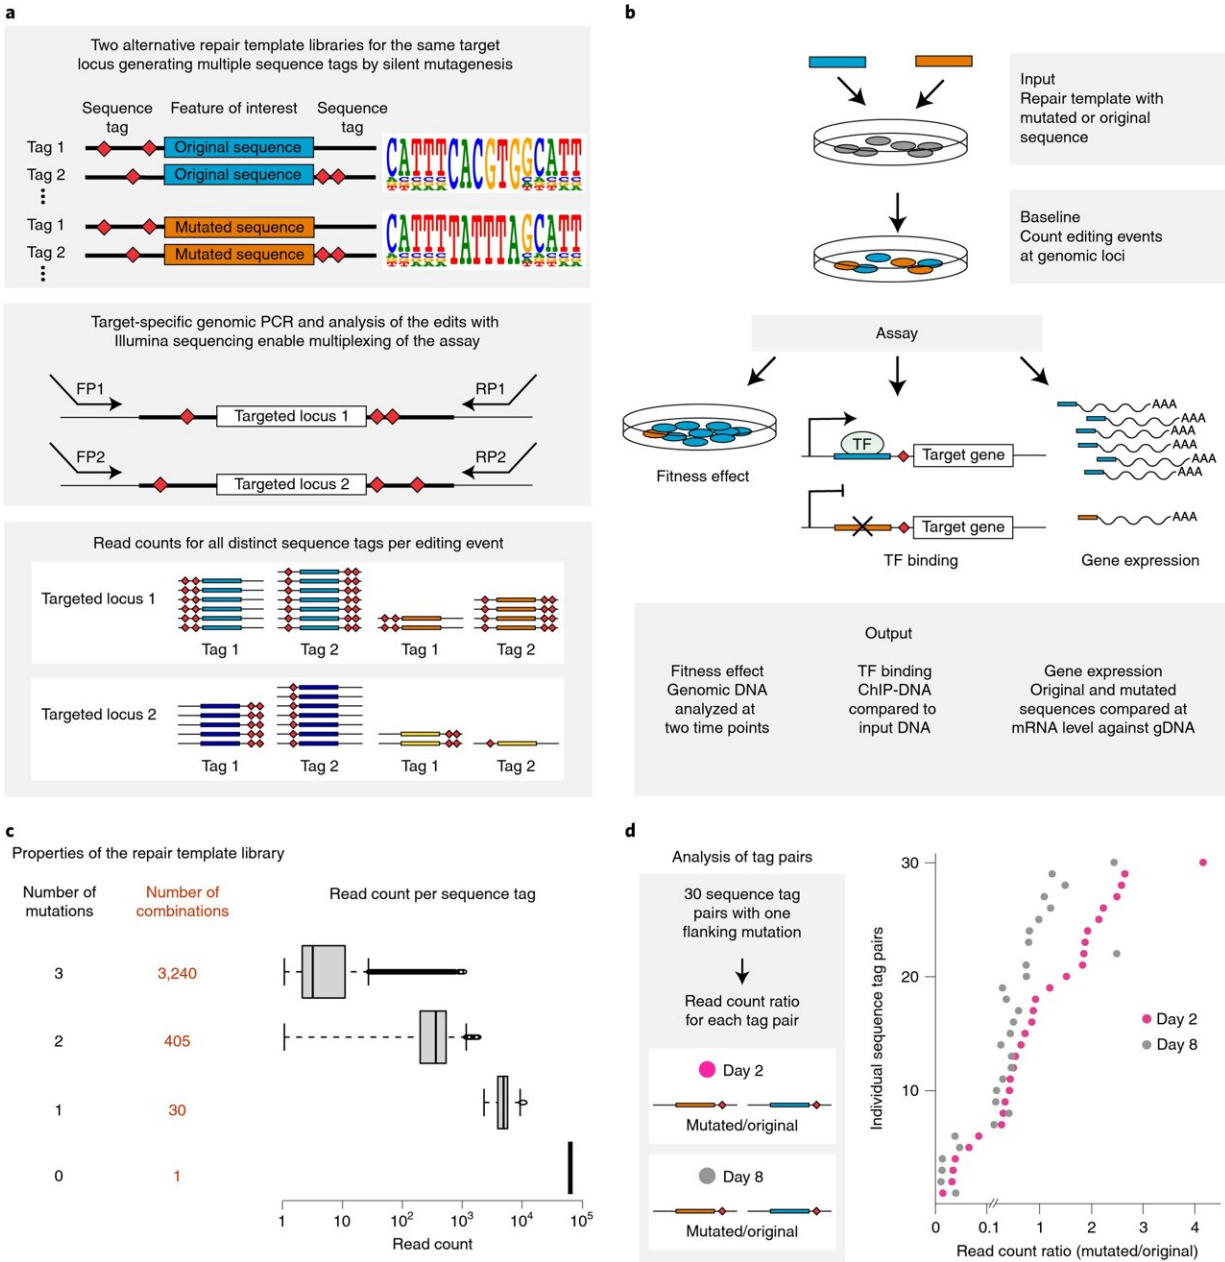 a
Two alternative repair template libraries for the same target
locus generating multiple sequence tags by silent mutagenesis
Sequence tag
Feature of interest
Sequence tag
Tag 1
Original sequence
Tag 2
Original sequence
CATTTCACGTGGCATT
Tag 1
Mutated sequence
Tag 2
Mutated sequence
CATTTTATTTAGCATT
Target-specific genomic PCR and analysis of the edits with
Illumina sequencing enable multiplexing of the assay
FP1
RP1
Targeted locus 1
FP2
RP2
Targeted locus 2
Read counts for all distinct sequence tags per editing event
Targeted locus 1
Tag 1 Tag 2 Tag 1 Tag 2
Targeted locus 2
Tag 1 Tag 2 Tag 1 Tag 2
b
Input
Repair template with
mutated or original
sequence
Baseline
Count editing events
at genomic loci
Assay
Fitness effect
TF
Target gene
Target gene
TF binding
AAA
AAA
AAA
AAA
AAA
AAA
AAA
Gene expression
Output
Fitness effect
Genomic DNA
analyzed at
two time points
TF binding
ChIP-DNA
compared to
input DNA
Gene expression
Original and mutated
sequences compared at
mRNA level against gDNA
c
Properties of the repair template library
Number of
mutations
Number of
combinations
Read count per sequence tag
3 3,240
2 405
1 30
0 1
1 10 10² 10³ 10⁴ 10⁵
Read count
d
Analysis of tag pairs
30 sequence tag
pairs with one
flanking mutation
Read count ratio
for each tag pair
Day 2
Mutated/original
Day 8
Mutated/original
Individual sequence tag pairs
30
20
10
Day 2
Day 8
0 0.1 1 2 3 4
Read count ratio (mutated/original)